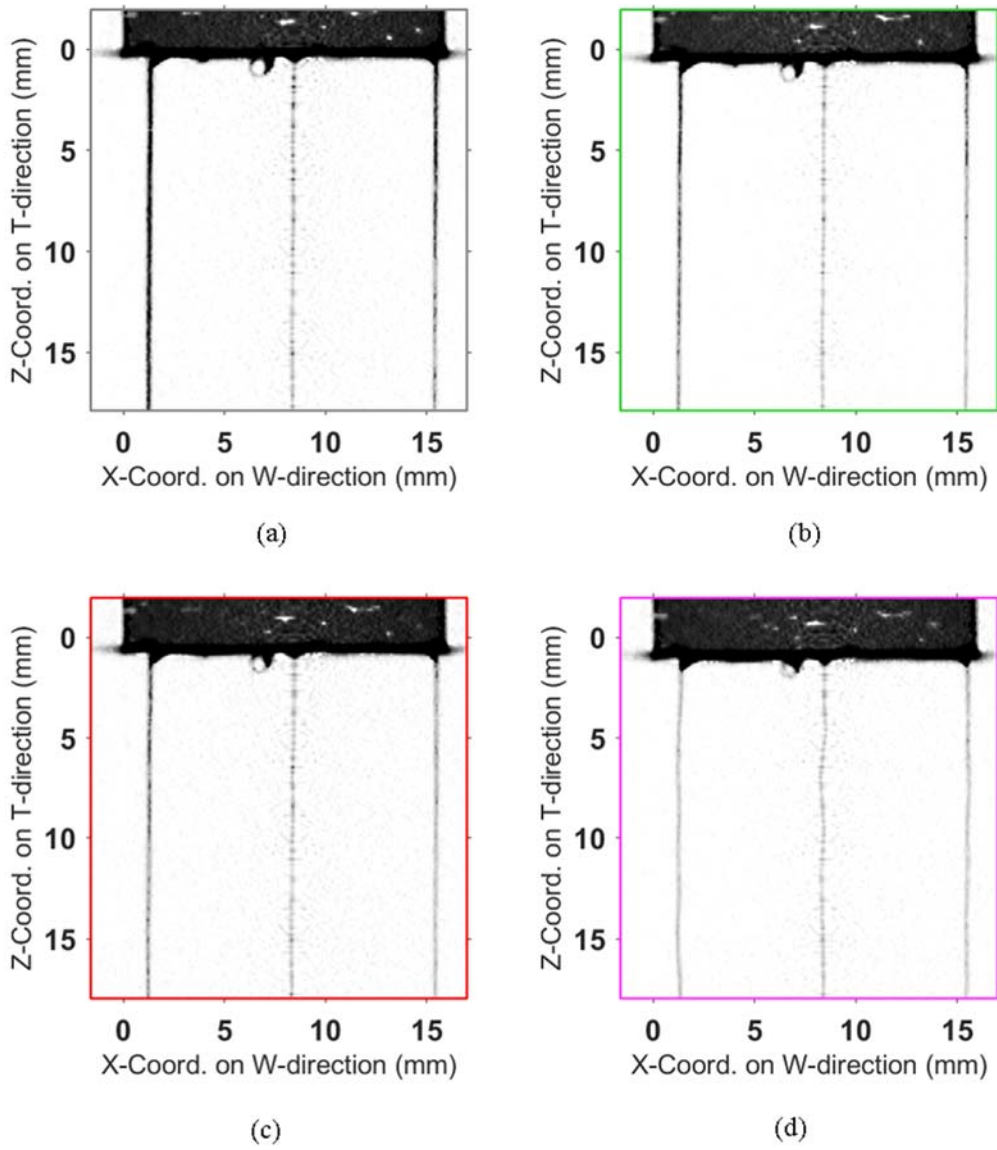 0
5
10
15
Z-Coord. on T-direction (mm)
0 5 10 15
X-Coord. on W-direction (mm)
(a)
0
5
10
15
Z-Coord. on T-direction (mm)
0 5 10 15
X-Coord. on W-direction (mm)
(b)
0
5
10
15
Z-Coord. on T-direction (mm)
0 5 10 15
X-Coord. on W-direction (mm)
(c)
0
5
10
15
Z-Coord. on T-direction (mm)
0 5 10 15
X-Coord. on W-direction (mm)
(d)